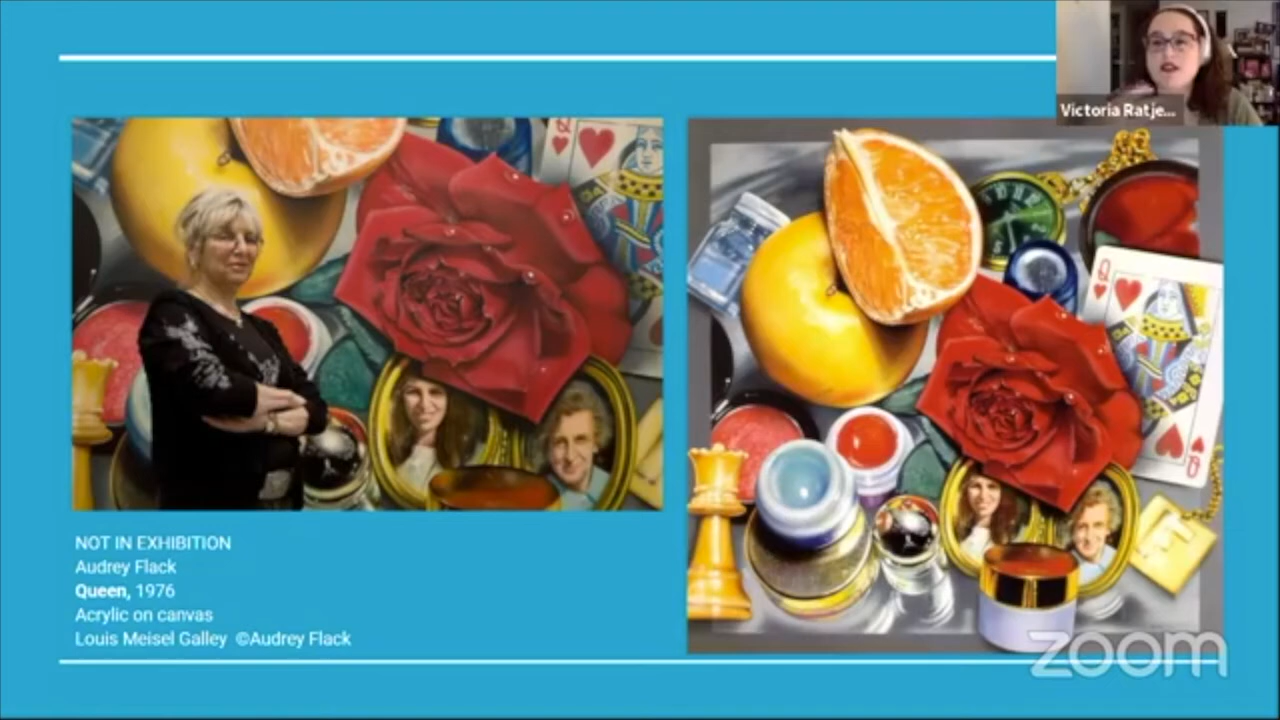 Victoria Ratje...
Q
Q
NOT IN EXHIBITION
Audrey Flack
Queen, 1976
Acrylic on canvas
Louis Meisel Galley ©Audrey Flack
zoom